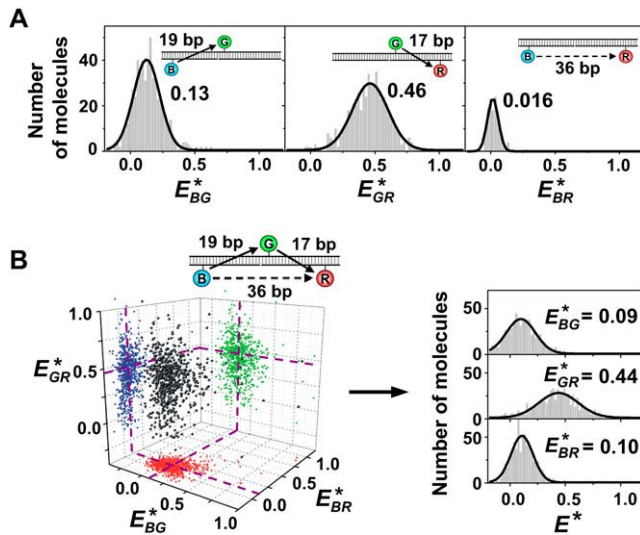 A
19 bp
G
B
0.13
G
17 bp
R
0.46
B
36 bp
R
0.016
Number
of molecules
40
20
0
0.0 0.5 1.0
0.0 0.5 1.0
0.0 0.5 1.0
E*BG
E*GR
E*BR
B
19 bp
G
17 bp
B
36 bp
R
1.0
0.5
0.0
E*GR
0.0
0.5
1.0
E*BG
0.0
0.5
1.0
E*BR
Number of molecules
50
0
E*BG = 0.09
50
0
E*GR = 0.44
50
0
E*BR = 0.10
0.0 0.5 1.0
E*